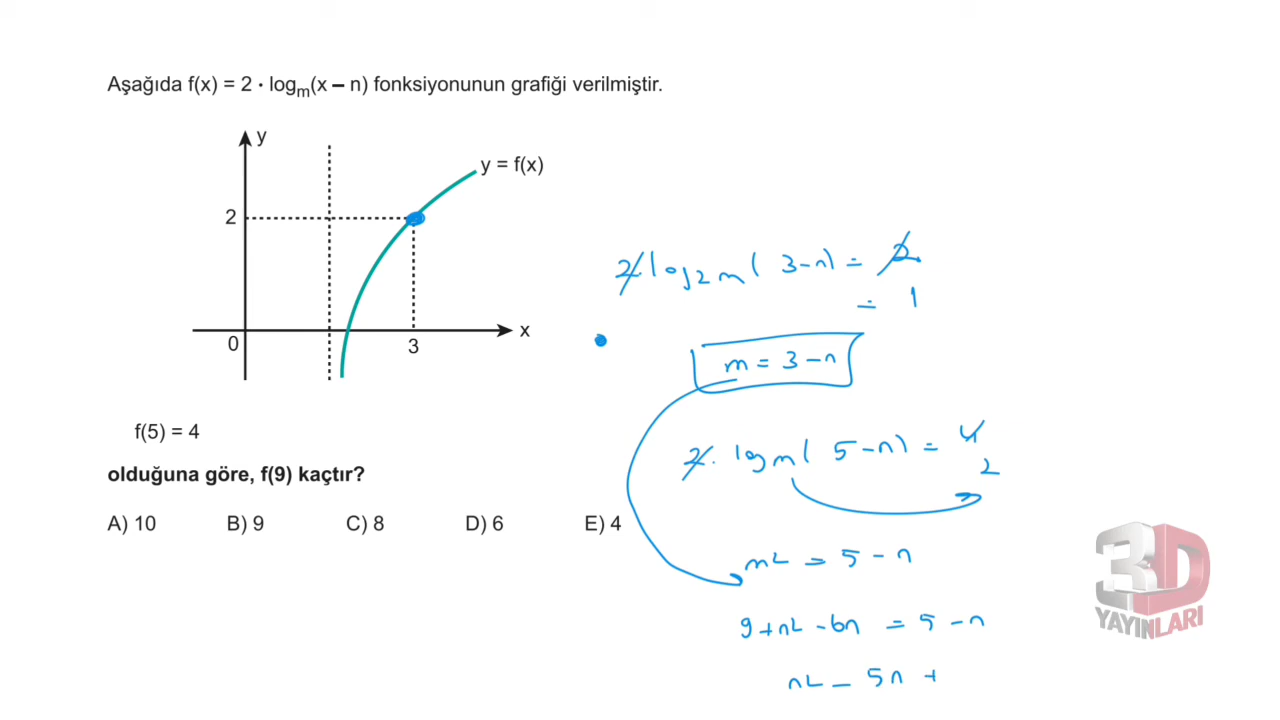 Aşağıda f(x) = 2 · logm(x – n) fonksiyonunun grafiği verilmiştir.
y
y = f(x)
2
0
3
x
f(5) = 4
olduğuna göre, f(9) kaçtır?
A) 10 B) 9 C) 8 D) 6 E) 4
2. log2m( 3-n) = 2
= 1
m = 3-n
2. logm( 5-n) = 4
2
m² = 5-n
9+n²-6n = 5-n
n² - 5n +
3D
YAYINLARI